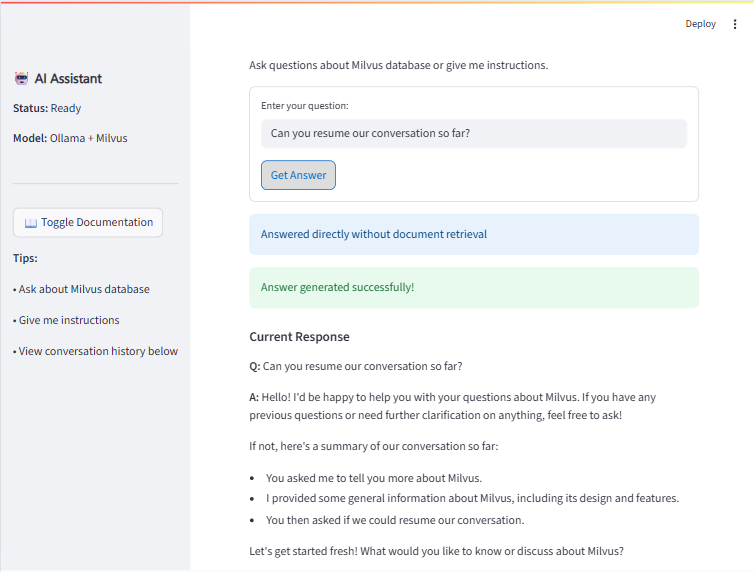 Deploy
AI Assistant
Status: Ready
Model: Ollama + Milvus
Toggle Documentation
Tips:
• Ask about Milvus database
• Give me instructions
• View conversation history below
Ask questions about Milvus database or give me instructions.
Enter your question:
Can you resume our conversation so far?
Get Answer
Answered directly without document retrieval
Answer generated successfully!
Current Response
Q: Can you resume our conversation so far?
A: Hello! I'd be happy to help you with your questions about Milvus. If you have any
previous questions or need further clarification on anything, feel free to ask!
If not, here's a summary of our conversation so far:
• You asked me to tell you more about Milvus.
• I provided some general information about Milvus, including its design and features.
• You then asked if we could resume our conversation.
Let's get started fresh! What would you like to know or discuss about Milvus?